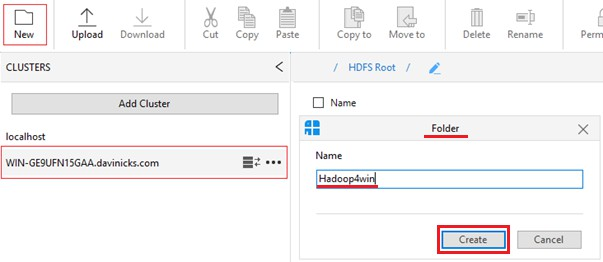 New
Upload
Download
Cut
Copy
Paste
Copy to
Move to
Delete
Rename
Perm
CLUSTERS
<
/ HDFS Root /
Add Cluster
Name
localhost
Folder
WIN-GE9UFN15GAA.davinicks.com
Name
Hadoop4win
Create
Cancel